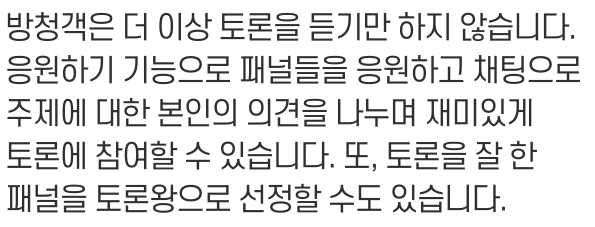 방청객은 더 이상 토론을 듣기만 하지 않습니다.
응원하기 기능으로 패널들을 응원하고 채팅으로
주제에 대한 본인의 의견을 나누며 재미있게
토론에 참여할 수 있습니다. 또, 토론을 잘 한
패널을 토론왕으로 선정할 수도 있습니다.